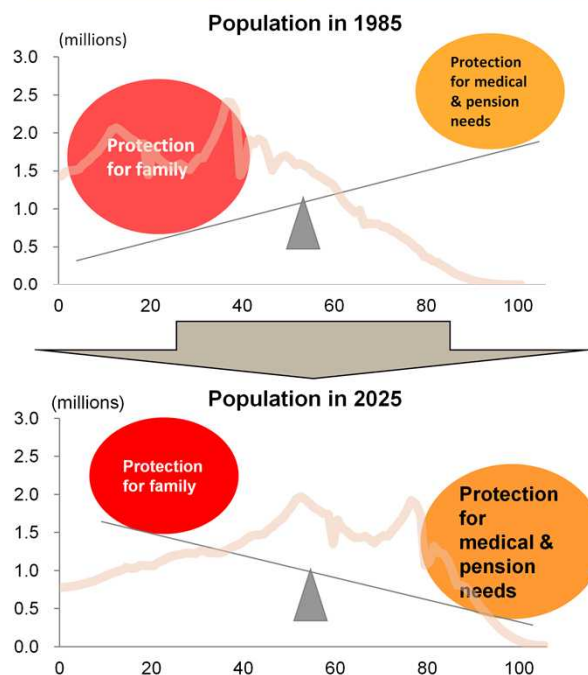 Population in 1985
(millions)
3.0
2.5
2.0
1.5
1.0
0.5
0.0
0 20 40 60 80 100
Protection
for family
Protection
for medical
& pension
needs
Population in 2025
(millions)
3.0
2.5
2.0
1.5
1.0
0.5
0.0
0 20 40 60 80 100
Protection
for family
Protection
for
medical &
pension
needs